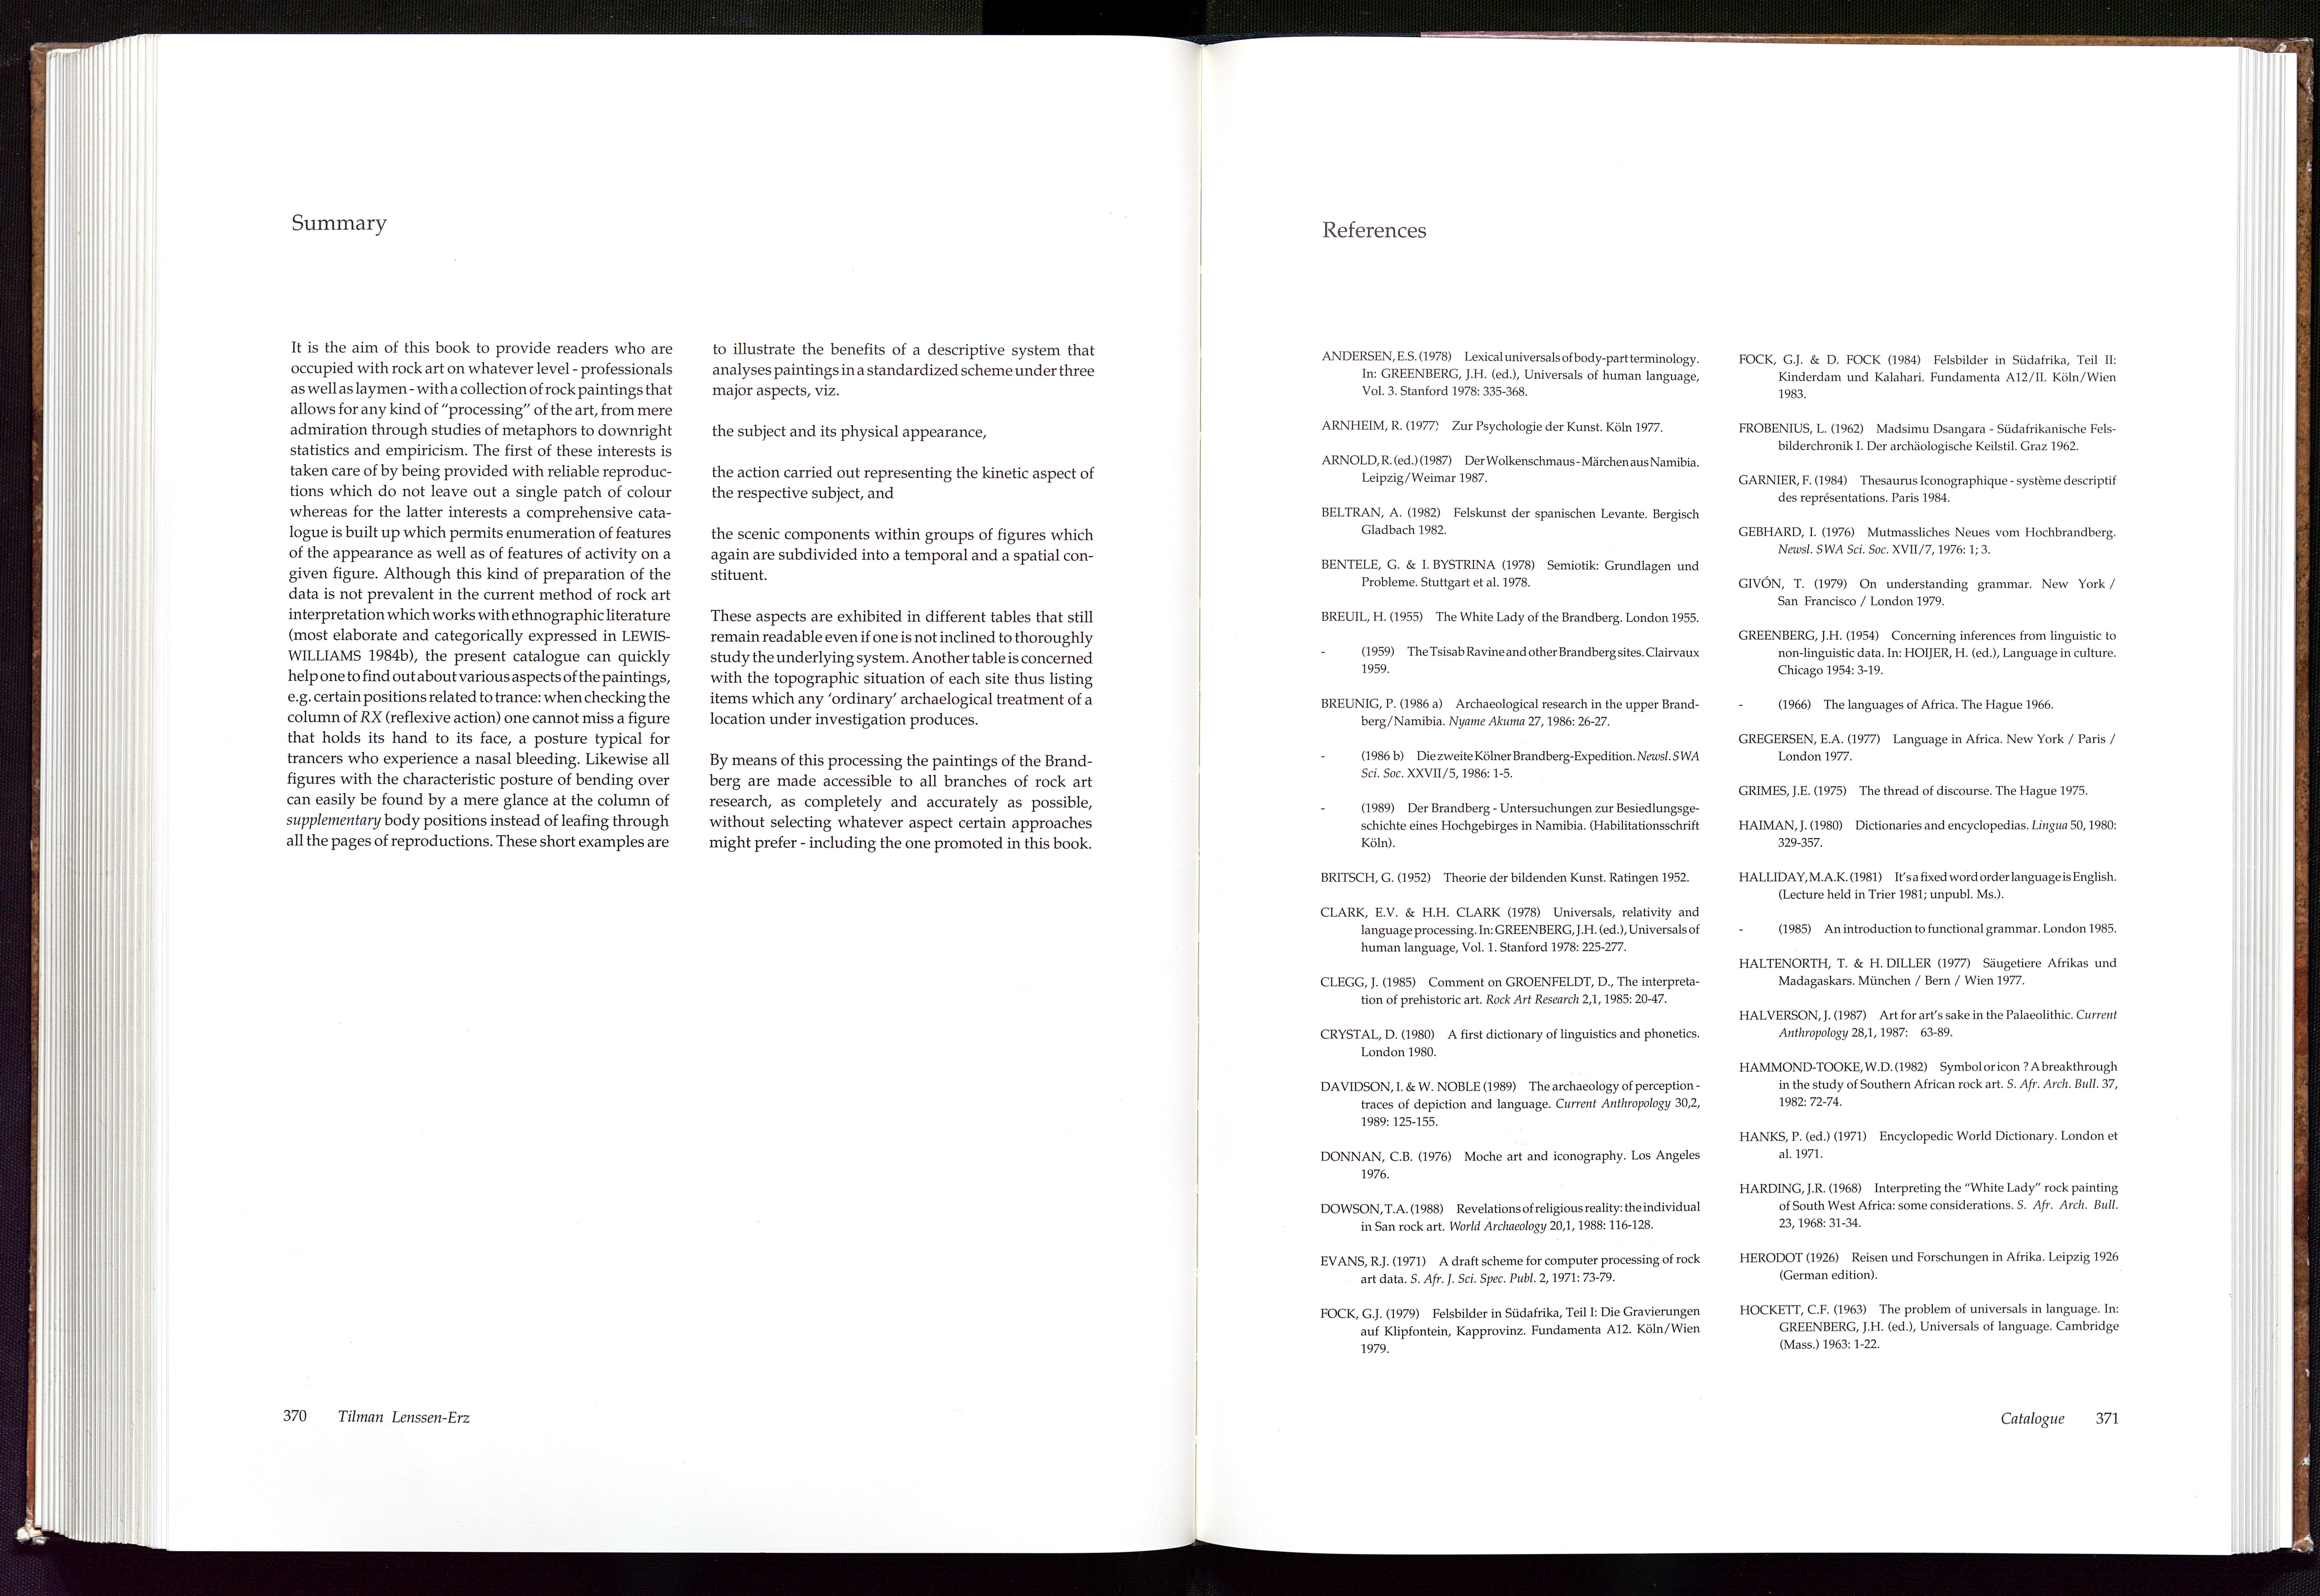 Summary
It is the aim of this book to provide readers who are
occupied with rock art on whatever level - professionals
as well as laymen - with a collection of rock paintings that
allows for any kind of “processing” of the art, from mere
admiration through studies of metaphors to downright
statistics and empiricism. The first of these interests is
taken care of by being provided with reliable reproduc-
tions which do not leave out a single patch of colour
whereas for the latter interests a comprehensive cata-
logue is built up which permits enumeration of features
of the appearance as well as of features of activity on a
given figure. Although this kind of preparation of the
data is not prevalent in the current method of rock art
interpretation which works with ethnographic literature
(most elaborate and categorically expressed in LEWIS-
WILLIAMS 1984b), the present catalogue can quickly
help one to find out about various aspects of the paintings,
e.g. certain positions related to trance: when checking the
column of RX (reflexive action) one cannot miss a figure
that holds its hand to its face, a posture typical for
trancers who experience a nasal bleeding. Likewise all
figures with the characteristic posture of bending over
can easily be found by a mere glance at the column of
supplementary body positions instead of leafing through
all the pages of reproductions. These short examples are
to illustrate the benefits of a descriptive system that
analyses paintings in a standardized scheme under three
major aspects, viz.
the subject and its physical appearance,
the action carried out representing the kinetic aspect of
the respective subject, and
the scenic components within groups of figures which
again are subdivided into a temporal and a spatial con-
stituent.
These aspects are exhibited in different tables that still
remain readable even if one is not inclined to thoroughly
study the underlying system. Another table is concerned
with the topographic situation of each site thus listing
items which any ‘ordinary’ archaelogical treatment of a
location under investigation produces.
By means of this processing the paintings of the Brand-
berg are made accessible to all branches of rock art
research, as completely and accurately as possible,
without selecting whatever aspect certain approaches
might prefer - including the one promoted in this book.
370 Tilman Lenssen-Erz
References
ANDERSEN, E.S. (1978) Lexical universals of body-part terminology.
In: GREENBERG, J.H. (ed.), Universals of human language,
Vol. 3. Stanford 1978: 335-368.
ARNHEIM, R. (1977) Zur Psychologie der Kunst. Köln 1977.
ARNOLD, R. (ed.) (1987) Der Wolkenschmaus - Märchen aus Namibia.
Leipzig/Weimar 1987.
BELTRAN, A. (1982) Felskunst der spanischen Levante. Bergisch
Gladbach 1982.
BENTELE, G. & I. BYSTRINA (1978) Semiotik: Grundlagen und
Probleme. Stuttgart et al. 1978.
BREUIL, H. (1955) The White Lady of the Brandberg. London 1955.
- (1959) The Tsisab Ravine and other Brandberg sites. Clairvaux
1959.
BREUNIG, P. (1986 a) Archaeological research in the upper Brand-
berg/Namibia. Nyame Akuma 27, 1986: 26-27.
- (1986 b) Die zweite Kölner Brandberg-Expedition. Newsl. SWA
Sci. Soc. XXVII/5, 1986: 1-5.
- (1989) Der Brandberg - Untersuchungen zur Besiedlungsge-
schichte eines Hochgebirges in Namibia. (Habilitationsschrift
Köln).
BRITSCH, G. (1952) Theorie der bildenden Kunst. Ratingen 1952.
CLARK, E.V. & H.H. CLARK (1978) Universals, relativity and
language processing. In: GREENBERG, J.H. (ed.), Universals of
human language, Vol. 1. Stanford 1978: 225-277.
CLEGG, J. (1985) Comment on GROENFELDT, D., The interpreta-
tion of prehistoric art. Rock Art Research 2,1, 1985: 20-47.
CRYSTAL, D. (1980) A first dictionary of linguistics and phonetics.
London 1980.
DAVIDSON, I. & W. NOBLE (1989) The archaeology of perception -
traces of depiction and language. Current Anthropology 30,2,
1989: 125-155.
DONNAN, C.B. (1976) Moche art and iconography. Los Angeles
1976.
DOWSON, T.A. (1988) Revelations of religious reality: the individual
in San rock art. World Archaeology 20,1, 1988: 116-128.
EVANS, R.J. (1971) A draft scheme for computer processing of rock
art data. S. Afr. J. Sci. Spec. Publ. 2, 1971: 73-79.
FOCK, G.J. (1979) Felsbilder in Südafrika, Teil I: Die Gravierungen
auf Klipfontein, Kapprovinz. Fundamenta A12. Köln/Wien
1979.
FOCK, G.J. & D. FOCK (1984) Felsbilder in Südafrika, Teil II:
Kinderdam und Kalahari. Fundamenta A12/II. Köln/Wien
1983.
FROBENIUS, L. (1962) Madsimu Dsangara - Südafrikanische Fels-
bilderchronik I. Der archäologische Keilstil. Graz 1962.
GARNIER, F. (1984) Thesaurus Iconographique - système descriptif
des représentations. Paris 1984.
GEBHARD, I. (1976) Mutmassliches Neues vom Hochbrandberg.
Newsl. SWA Sci. Soc. XVII/7, 1976: 1; 3.
GIVÓN, T. (1979) On understanding grammar. New York /
San Francisco / London 1979.
GREENBERG, J.H. (1954) Concerning inferences from linguistic to
non-linguistic data. In: HOIJER, H. (ed.), Language in culture.
Chicago 1954: 3-19.
- (1966) The languages of Africa. The Hague 1966.
GREGERSEN, E.A. (1977) Language in Africa. New York / Paris /
London 1977.
GRIMES, J.E. (1975) The thread of discourse. The Hague 1975.
HAIMAN, J. (1980) Dictionaries and encyclopedias. Lingua 50, 1980:
329-357.
HALLIDAY, M.A.K. (1981) It's a fixed word order language is English.
(Lecture held in Trier 1981; unpubl. Ms.).
- (1985) An introduction to functional grammar. London 1985.
HALTENORTH, T. & H. DILLER (1977) Säugetiere Afrikas und
Madagaskars. München / Bern / Wien 1977.
HALVERSON, J. (1987) Art for art's sake in the Palaeolithic. Current
Anthropology 28,1, 1987: 63-89.
HAMMOND-TOOKE, W.D. (1982) Symbol or icon ? A breakthrough
in the study of Southern African rock art. S. Afr. Arch. Bull. 37,
1982: 72-74.
HANKS, P. (ed.) (1971) Encyclopedic World Dictionary. London et
al. 1971.
HARDING, J.R. (1968) Interpreting the “White Lady” rock painting
of South West Africa: some considerations. S. Afr. Arch. Bull.
23, 1968: 31-34.
HERODOT (1926) Reisen und Forschungen in Afrika. Leipzig 1926
(German edition).
HOCKETT, C.F. (1963) The problem of universals in language. In:
GREENBERG, J.H. (ed.), Universals of language. Cambridge
(Mass.) 1963: 1-22.
Catalogue 371